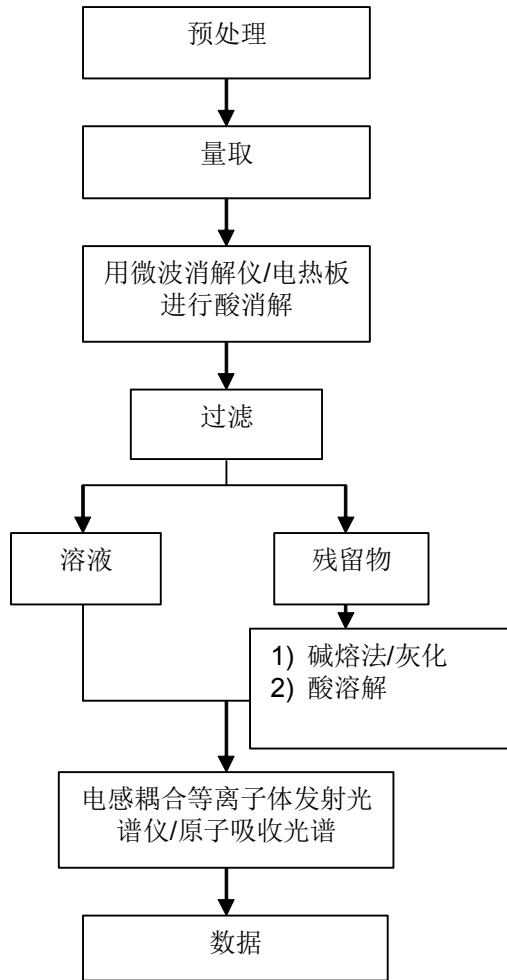 预处理
量取
用微波消解仪/电热板
进行酸消解
过滤
溶液
残留物
1) 碱熔法/灰化
2) 酸溶解
电感耦合等离子体发射光
谱仪/原子吸收光谱
数据